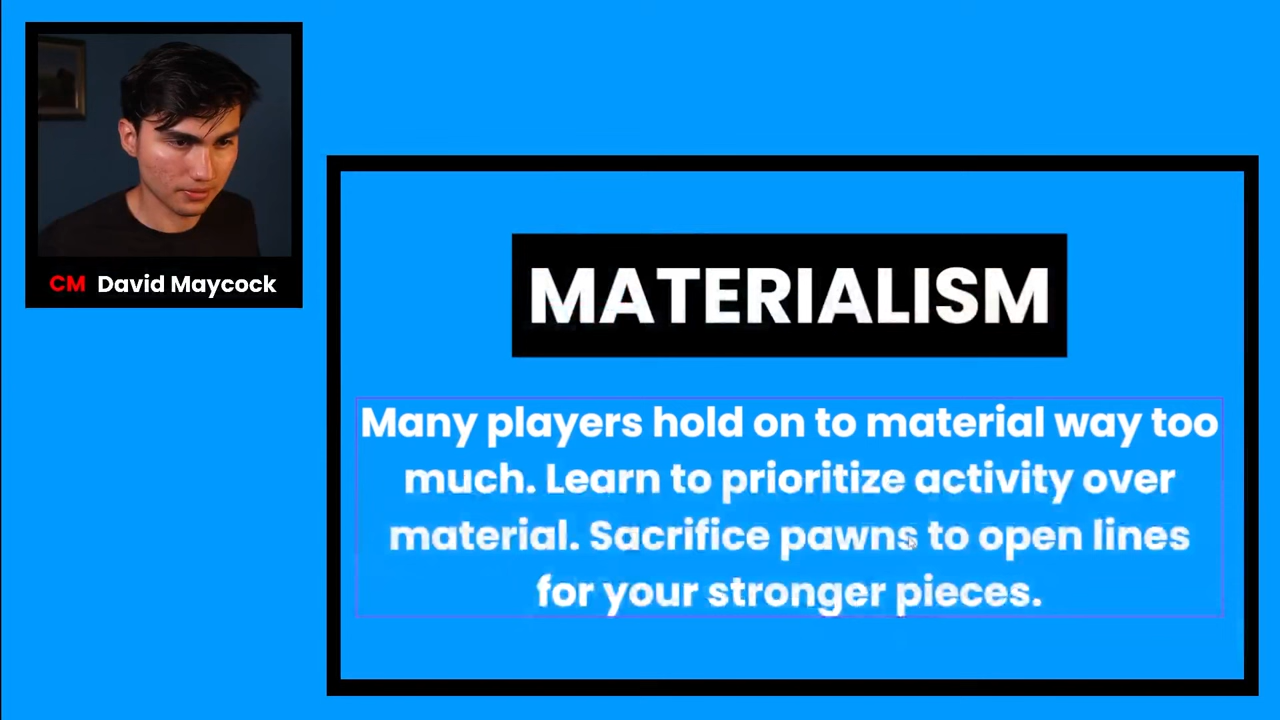 CM David Maycock
MATERIALISM
Many players hold on to material way too
much. Learn to prioritize activity over
material. Sacrifice pawns to open lines
for your stronger pieces.